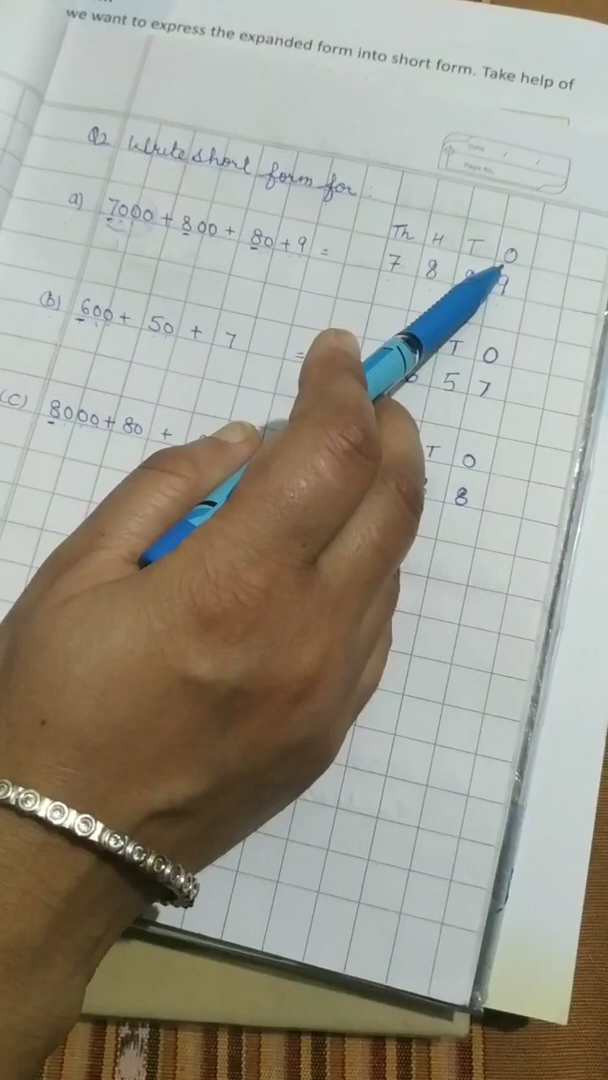 we want to express the expanded form into short form. Take help of
Q2 Write short form for:
Th H T O
a) 7000 + 800 + 80 + 9 = 7 8 9
T O
(b) 600 + 50 + 7 = 5 7
T O
(c) 8000 + 80 +
8